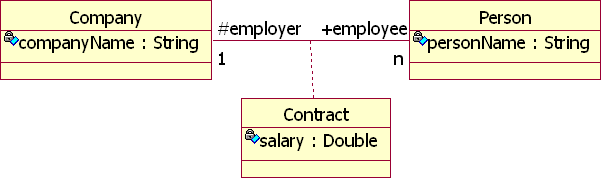 Company
companyName : String
#employer
+employee
1
n
Person
personName : String
Contract
salary : Double